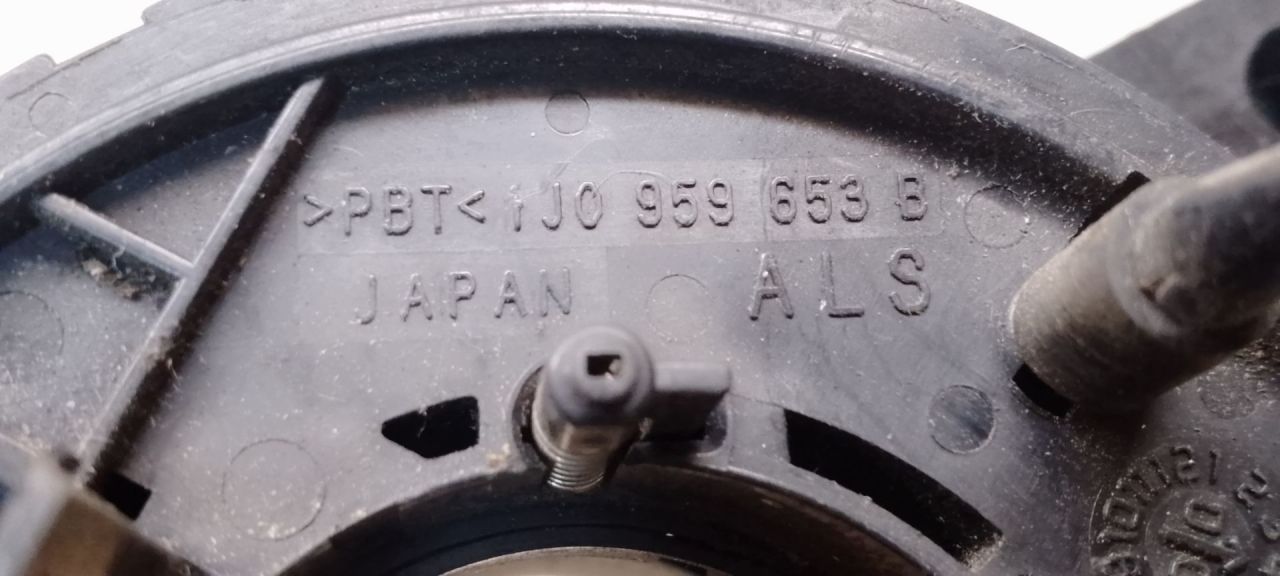 >PBT< 1J0 959 653 B
JAPAN ALS